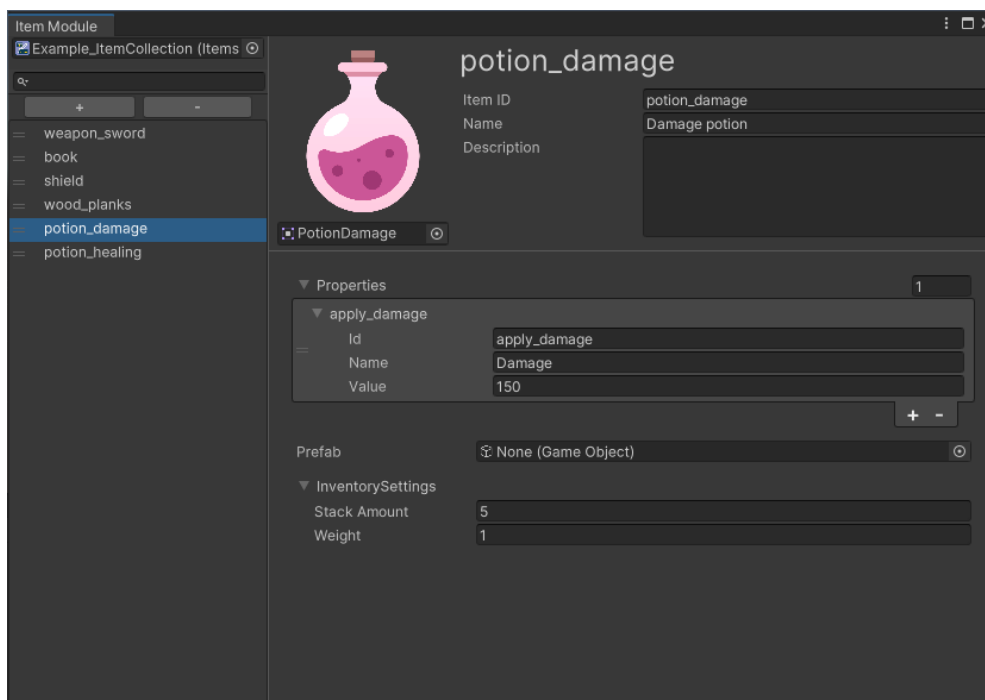 Item Module
Example_ItemCollection (Items
+ -
weapon_sword
book
shield
wood_planks
potion_damage
potion_healing
potion_damage
Item ID potion_damage
Name Damage potion
Description
PotionDamage
Properties 1
apply_damage
Id apply_damage
Name Damage
Value 150
+ -
Prefab None (Game Object)
InventorySettings
Stack Amount 5
Weight 1